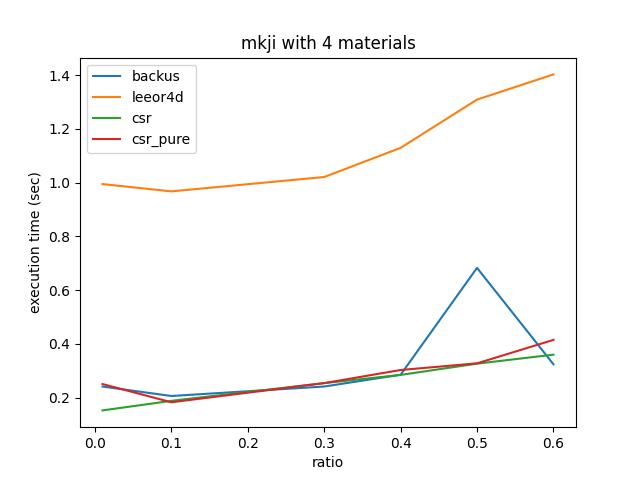 mkji with 4 materials
backus
leeor4d
csr
csr_pure
execution time (sec)
1.4
1.2
1.0
0.8
0.6
0.4
0.2
0.0 0.1 0.2 0.3 0.4 0.5 0.6
ratio